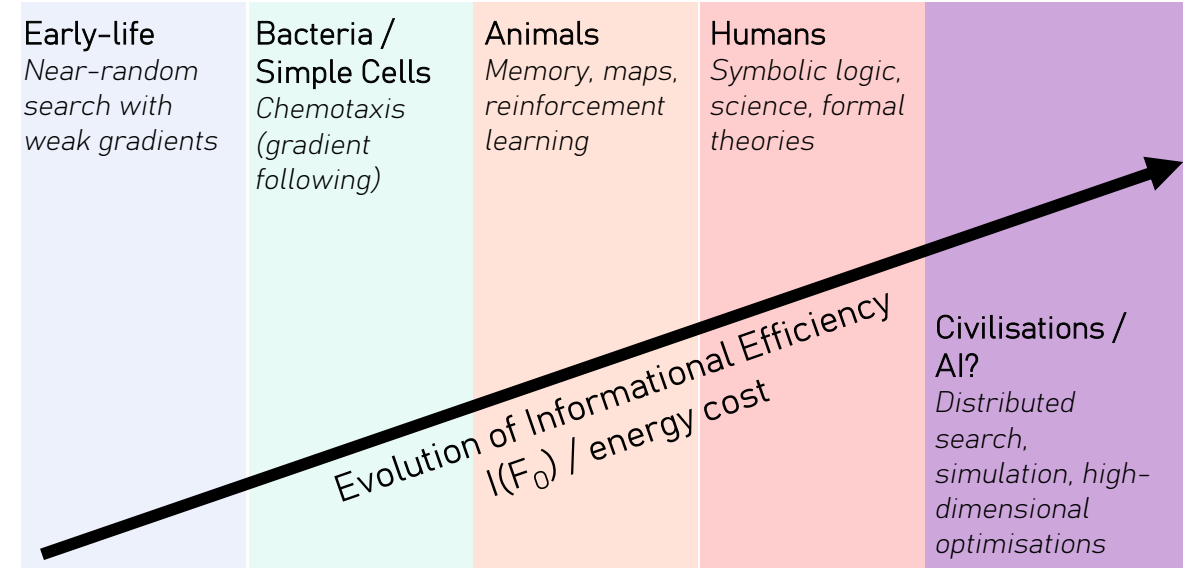 Early-life
Near-random
search with
weak gradients
Bacteria /
Simple Cells
Chemotaxis
(gradient
following)
Animals
Memory, maps,
reinforcement
learning
Humans
Symbolic logic,
science, formal
theories
Civilisations /
AI?
Distributed
search,
simulation, high-
dimensional
optimisations
Evolution of Informational Efficiency
I(F₀) / energy cost